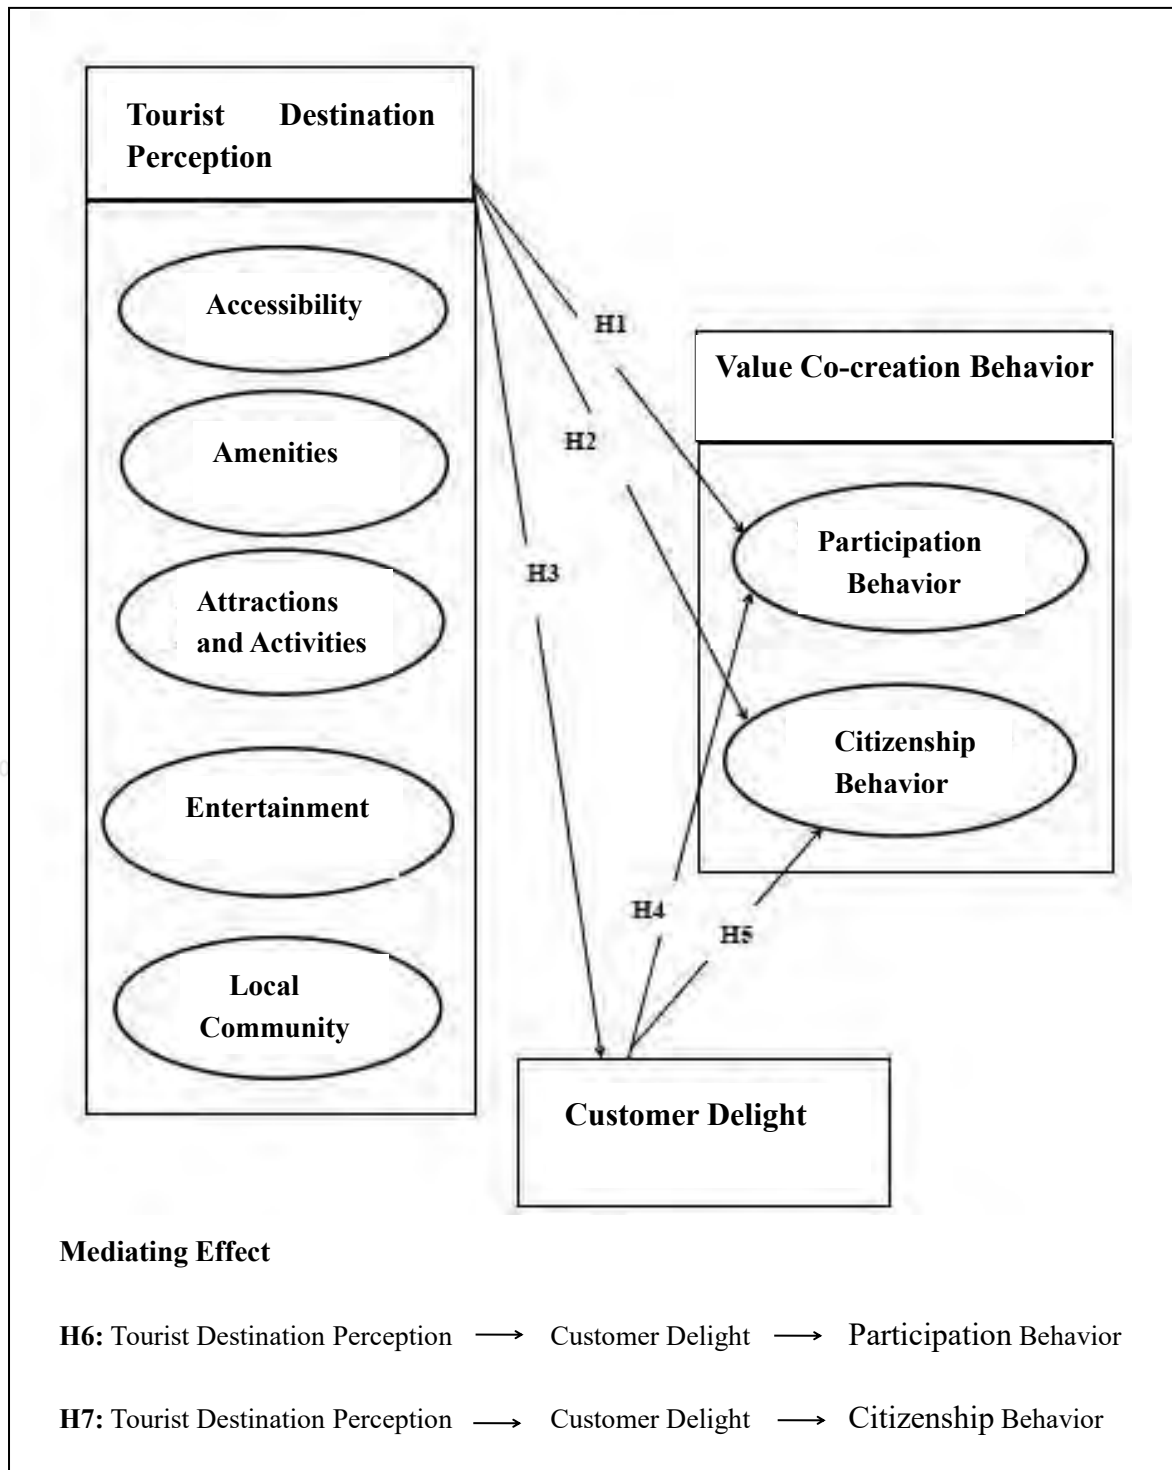 Tourist Destination
Perception
Accessibility
H1
Value Co-creation Behavior
Amenities
H2
Participation
Behavior
H3
Attractions
and Activities
Citizenship
Behavior
Entertainment
H4
H5
Local
Community
Customer Delight
Mediating Effect
H6: Tourist Destination Perception → Customer Delight → Participation Behavior
H7: Tourist Destination Perception → Customer Delight → Citizenship Behavior